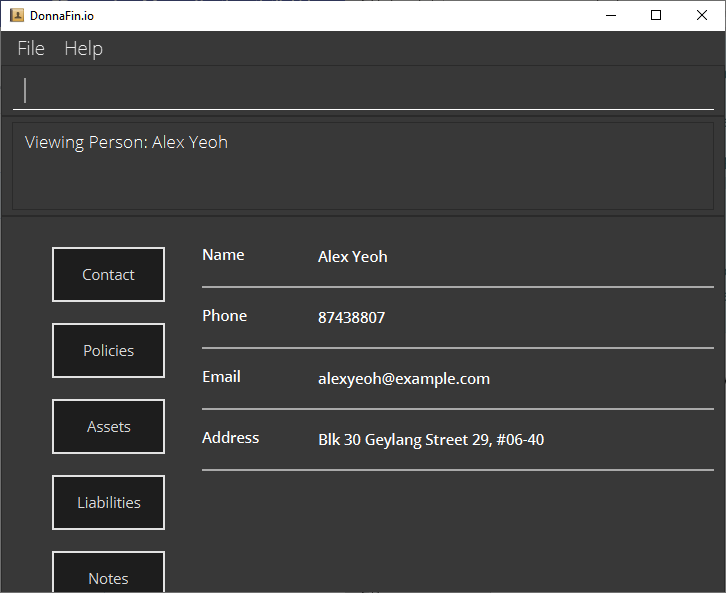 DonnaFin.io
File Help
Viewing Person: Alex Yeoh
Contact
Policies
Assets
Liabilities
Notes
Name Alex Yeoh
Phone 87438807
Email alexyeoh@example.com
Address Blk 30 Geylang Street 29, #06-40